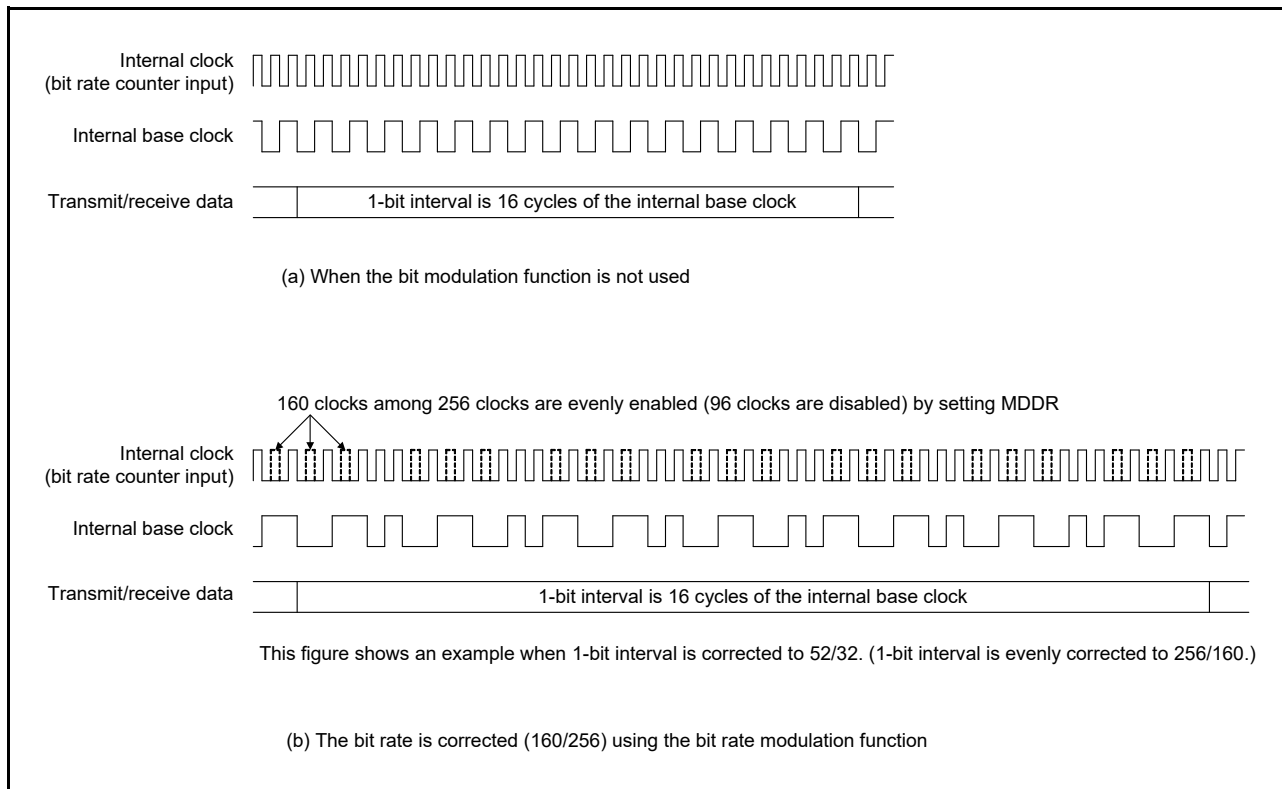 Internal clock
(bit rate counter input)
Internal base clock
Transmit/receive data
1-bit interval is 16 cycles of the internal base clock
(a) When the bit modulation function is not used
160 clocks among 256 clocks are evenly enabled (96 clocks are disabled) by setting MDDR
Internal clock
(bit rate counter input)
Internal base clock
Transmit/receive data
1-bit interval is 16 cycles of the internal base clock
This figure shows an example when 1-bit interval is corrected to 52/32. (1-bit interval is evenly corrected to 256/160.)
(b) The bit rate is corrected (160/256) using the bit rate modulation function